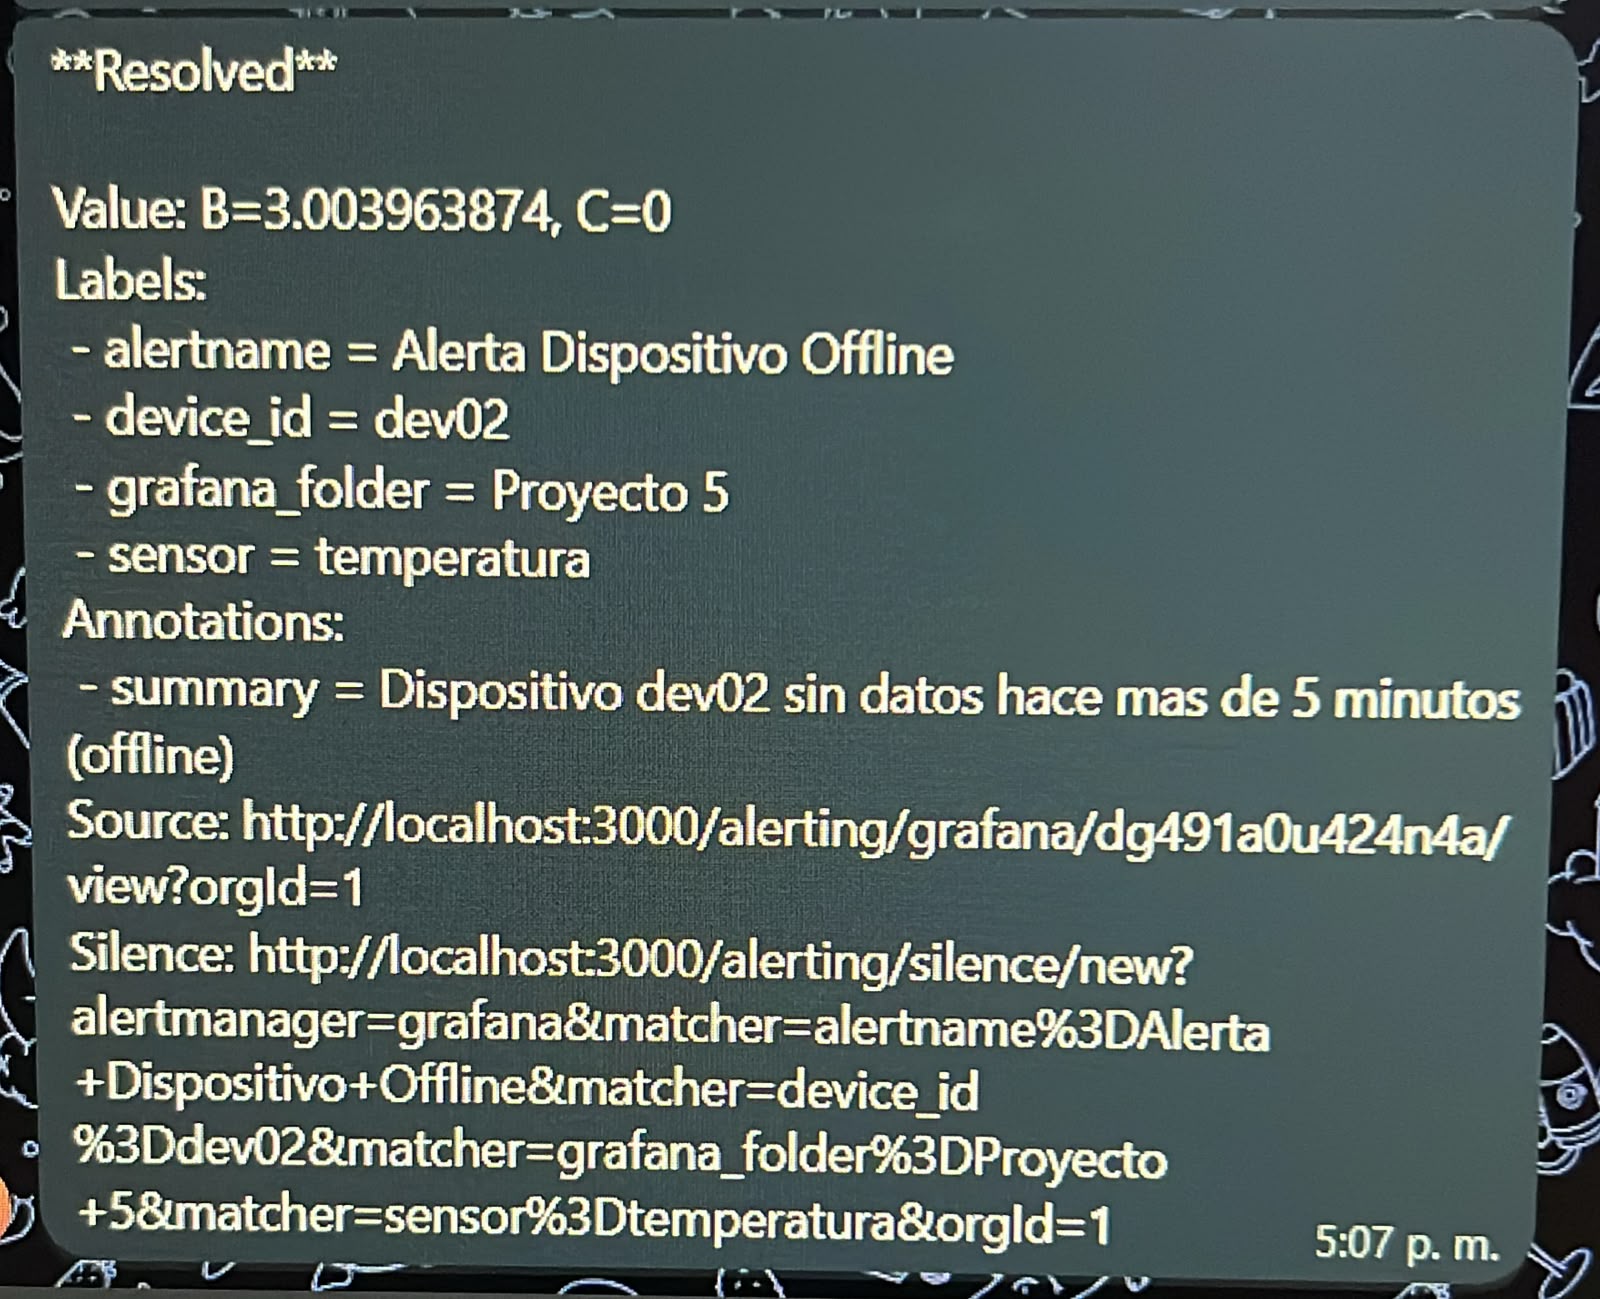 **Resolved**
Value: B=3.003963874, C=0
Labels:
- alertname = Alerta Dispositivo Offline
- device_id = dev02
- grafana_folder = Proyecto 5
- sensor = temperatura
Annotations:
- summary = Dispositivo dev02 sin datos hace mas de 5 minutos
(offline)
Source: http://localhost:3000/alerting/grafana/dg491a0u424n4a/
view?orgId=1
Silence: http://localhost:3000/alerting/silence/new?
alertmanager=grafana&matcher=alertname%3DAlerta
+Dispositivo+Offline&matcher=device_id
%3Ddev02&matcher=grafana_folder%3DProyecto
+5&matcher=sensor%3Dtemperatura&orgId=1
5:07 p. m.